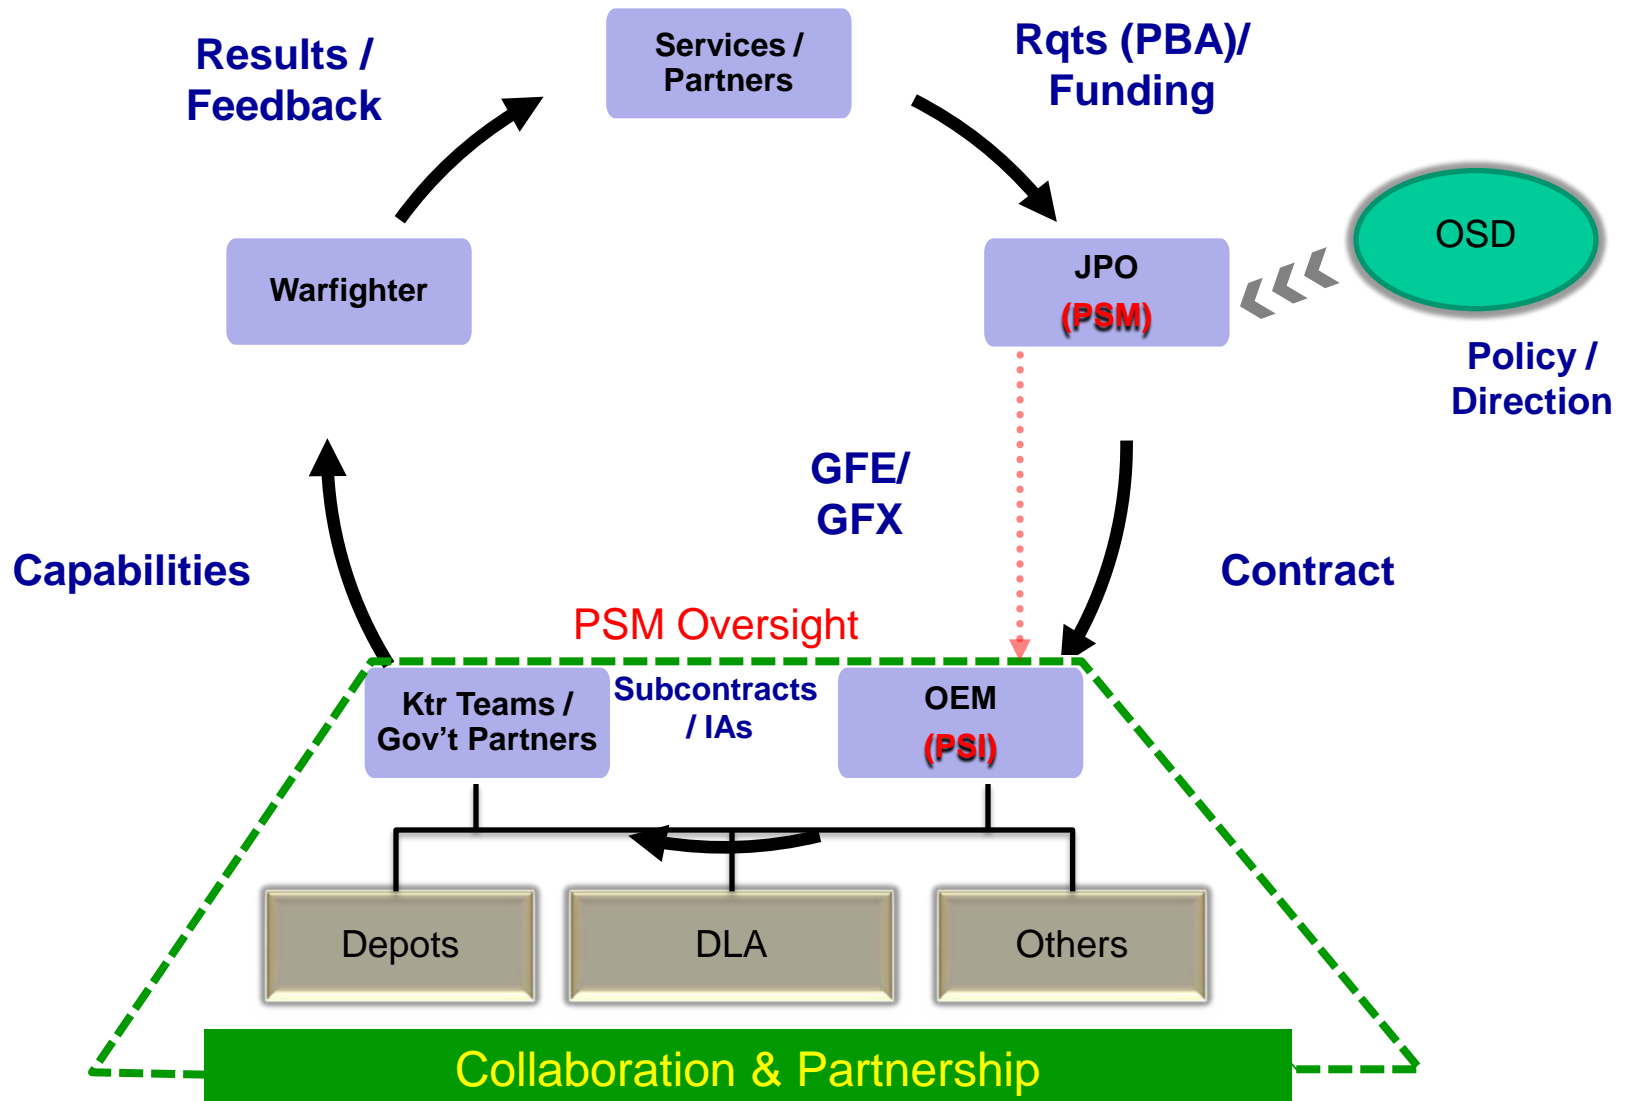 Results /
Feedback
Services /
Partners
Rqts (PBA)/
Funding
OSD
Warfighter
JPO
(PSM)
Policy /
Direction
GFE/
GFX
Capabilities
Contract
PSM Oversight
Ktr Teams /
Gov’t Partners
Subcontracts
/ IAs
OEM
(PSI)
Depots
DLA
Others
Collaboration & Partnership